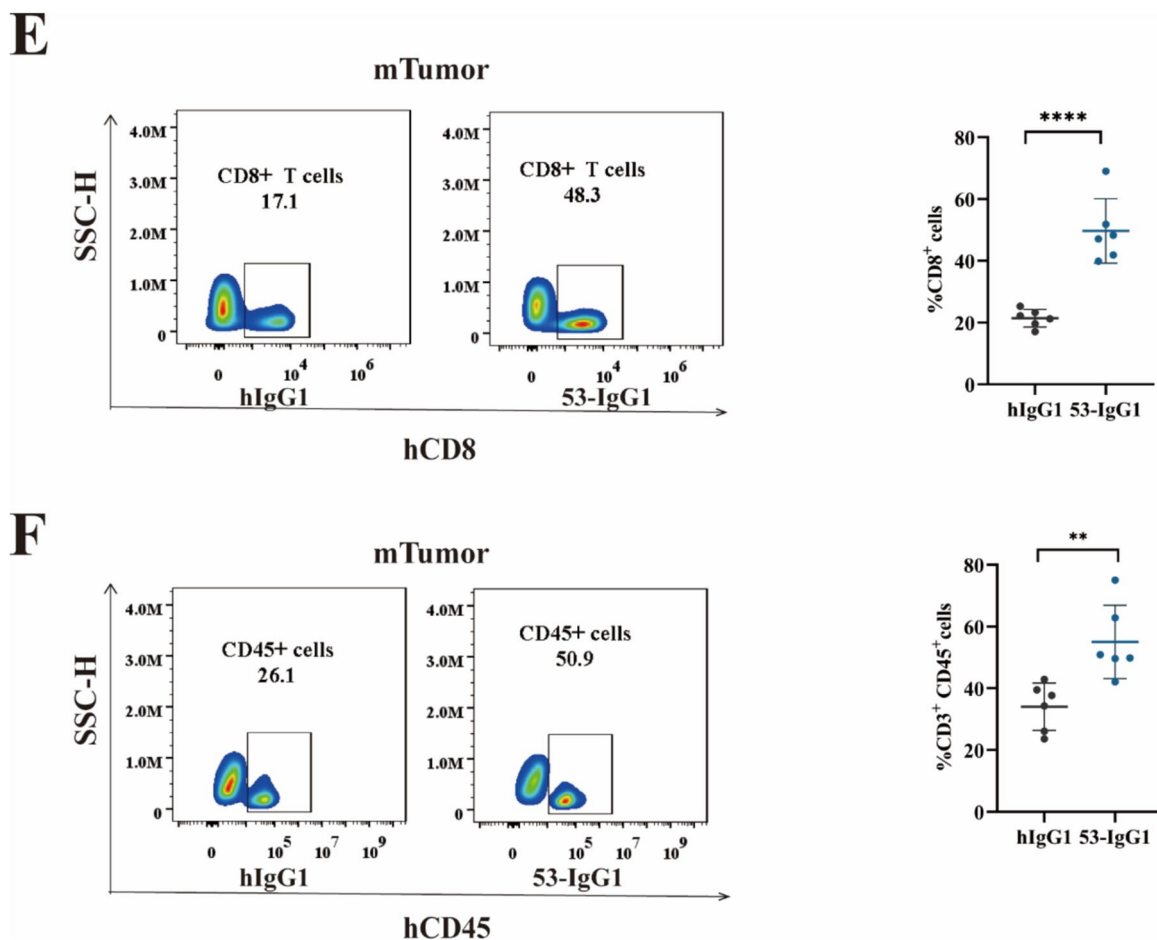 E
mTumor
SSC-H
4.0M
3.0M
2.0M
1.0M
0
CD8+ T cells
17.1
0 10^4 10^6
hIgG1
4.0M
3.0M
2.0M
1.0M
0
CD8+ T cells
48.3
0 10^4 10^6
53-IgG1
hCD8
****
%CD8+ cells
80
60
40
20
0
hIgG1 53-IgG1
F
mTumor
SSC-H
4.0M
3.0M
2.0M
1.0M
0
CD45+ cells
26.1
0 10^5 10^7 10^9
hIgG1
4.0M
3.0M
2.0M
1.0M
0
CD45+ cells
50.9
0 10^5 10^7 10^9
53-IgG1
hCD45
**
%CD3+ CD45+ cells
80
60
40
20
0
hIgG1 53-IgG1